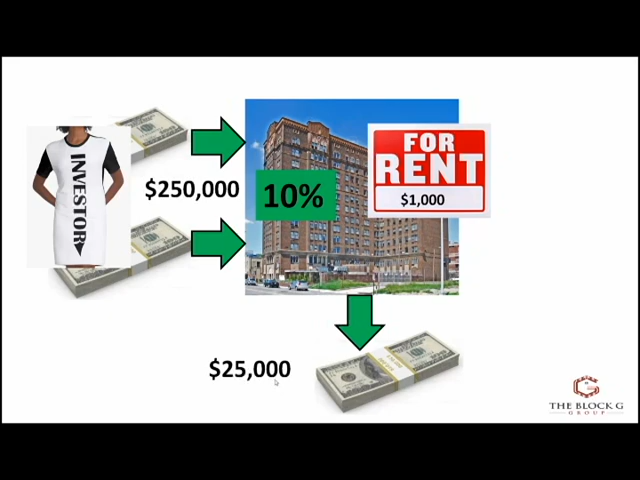 INVESTOR
$250,000
10%
FOR
RENT
$1,000
$25,000
THE BLOCK G
GROUP